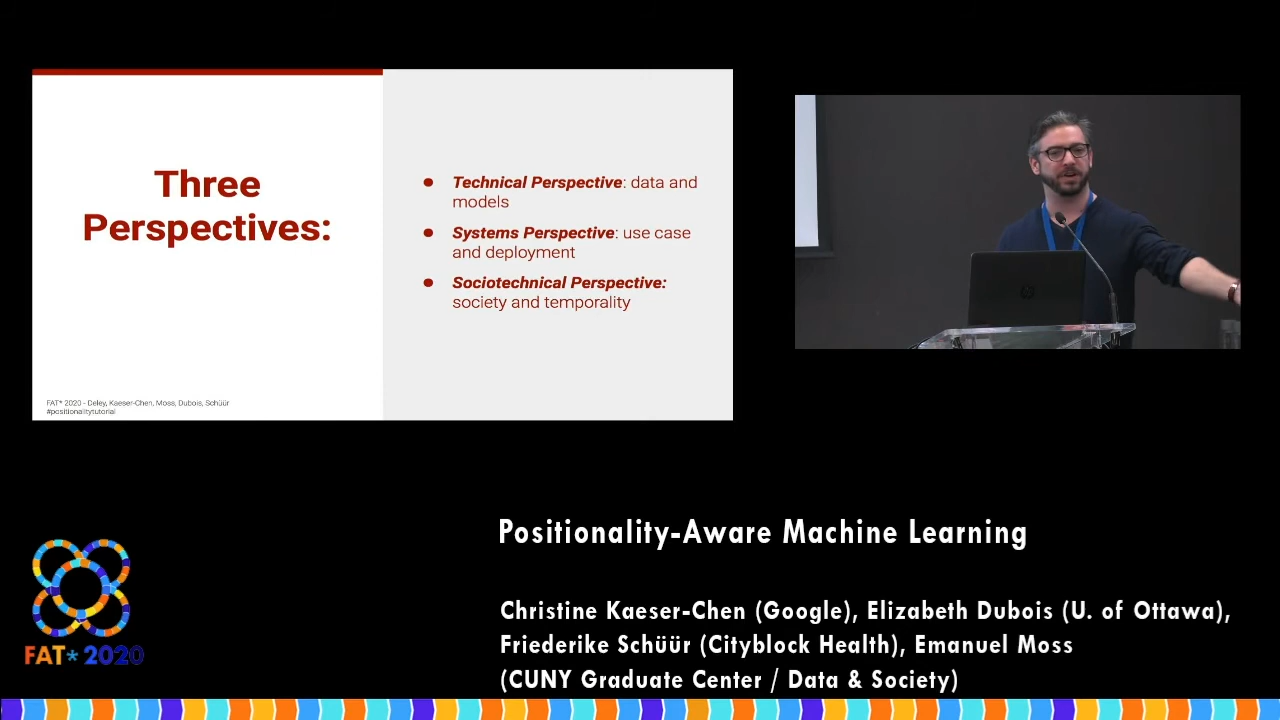 Three
Perspectives:
● Technical Perspective: data and
models
● Systems Perspective: use case
and deployment
● Sociotechnical Perspective:
society and temporality
FAT* 2020 - Deley, Kaeser-Chen, Moss, Dubois, Schüür
#positionalitytutorial
Positionality-Aware Machine Learning
Christine Kaeser-Chen (Google), Elizabeth Dubois (U. of Ottawa),
Friederike Schüür (Cityblock Health), Emanuel Moss
(CUNY Graduate Center / Data & Society)
FAT* 2020